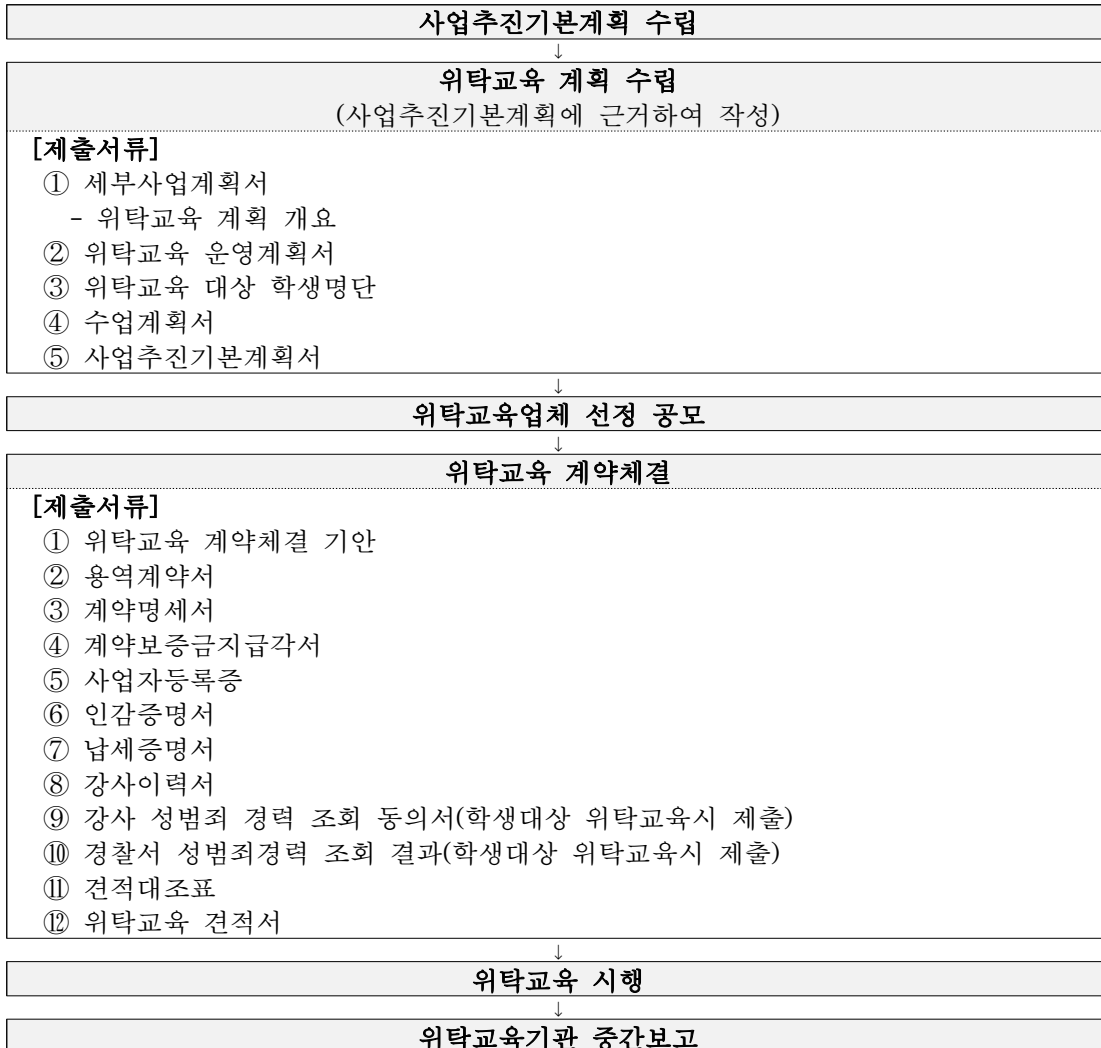 사업추진기본계획 수립
↓
위탁교육 계획 수립
(사업추진기본계획에 근거하여 작성)
[제출서류]
① 세부사업계획서
- 위탁교육 계획 개요
② 위탁교육 운영계획서
③ 위탁교육 대상 학생명단
④ 수업계획서
⑤ 사업추진기본계획서
↓
위탁교육업체 선정 공모
↓
위탁교육 계약체결
[제출서류]
① 위탁교육 계약체결 기안
② 용역계약서
③ 계약명세서
④ 계약보증금지급각서
⑤ 사업자등록증
⑥ 인감증명서
⑦ 납세증명서
⑧ 강사이력서
⑨ 강사 성범죄 경력 조회 동의서(학생대상 위탁교육시 제출)
⑩ 경찰서 성범죄경력 조회 결과(학생대상 위탁교육시 제출)
⑪ 견적대조표
⑫ 위탁교육 견적서
↓
위탁교육 시행
↓
위탁교육기관 중간보고